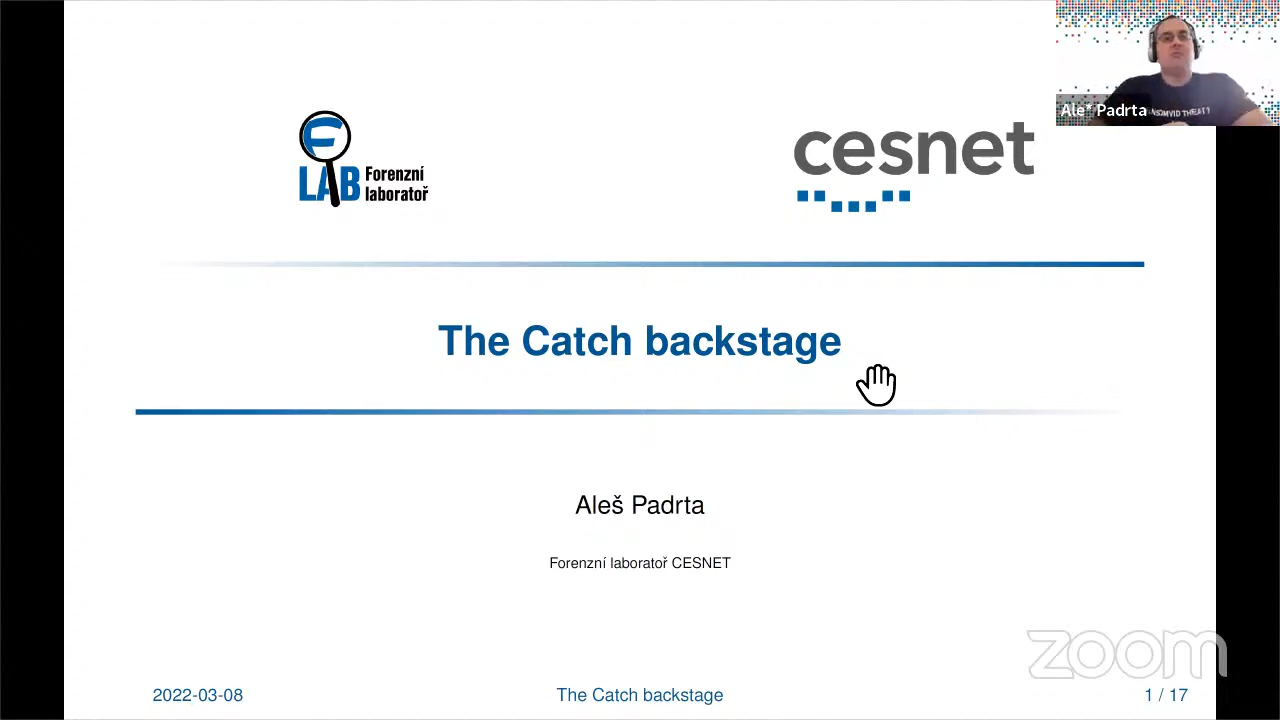 F
LAB
Forenzní
laboratoř
cesnet
Ale* Padrta
The Catch backstage
Aleš Padrta
Forenzní laboratoř CESNET
zoom
2022-03-08
The Catch backstage
1 / 17